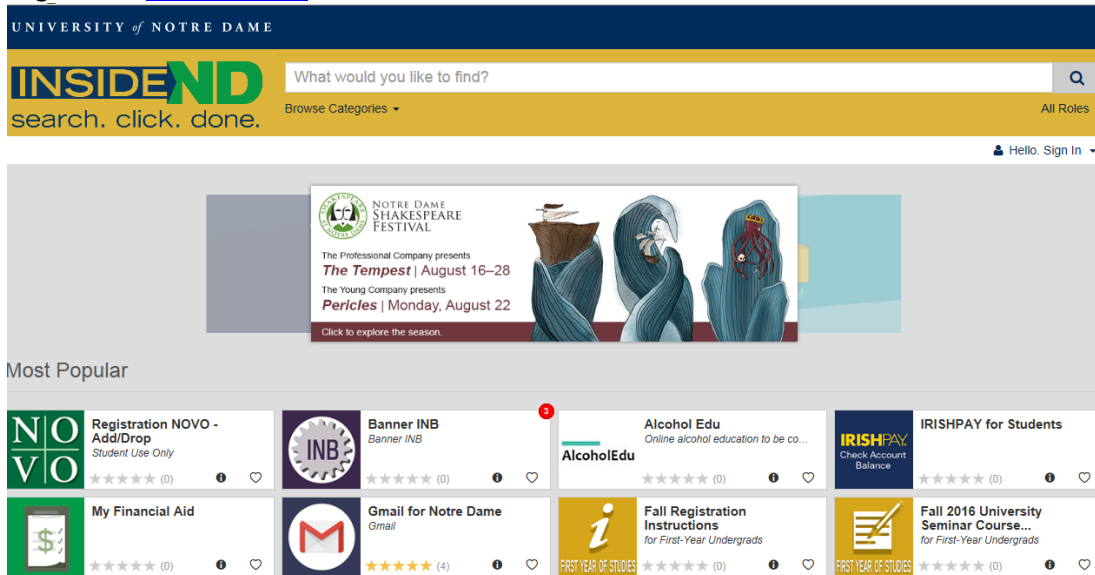 UNIVERSITY of NOTRE DAME
INSIDEND
search. click. done.
What would you like to find?
Browse Categories
All Roles
Hello. Sign In
SHAKESPEARE
AT NOTRE DAME
NOTRE DAME
SHAKESPEARE
FESTIVAL
The Professional Company presents
The Tempest | August 16–28
The Young Company presents
Pericles | Monday, August 22
Click to explore the season.
Most Popular
N|O
V|O
Registration NOVO -
Add/Drop
Student Use Only
(0)
INB
Banner INB
Banner INB
(0)
3
AlcoholEdu
Alcohol Edu
Online alcohol education to be co...
(0)
IRISHPAY.
Check Account
Balance
IRISHPAY for Students
(0)
$
My Financial Aid
(0)
Gmail for Notre Dame
Gmail
(4)
i
FIRST YEAR OF STUDIES
Fall Registration
Instructions
for First-Year Undergrads
(0)
FIRST YEAR OF STUDIES
Fall 2016 University
Seminar Course...
for First-Year Undergrads
(0)